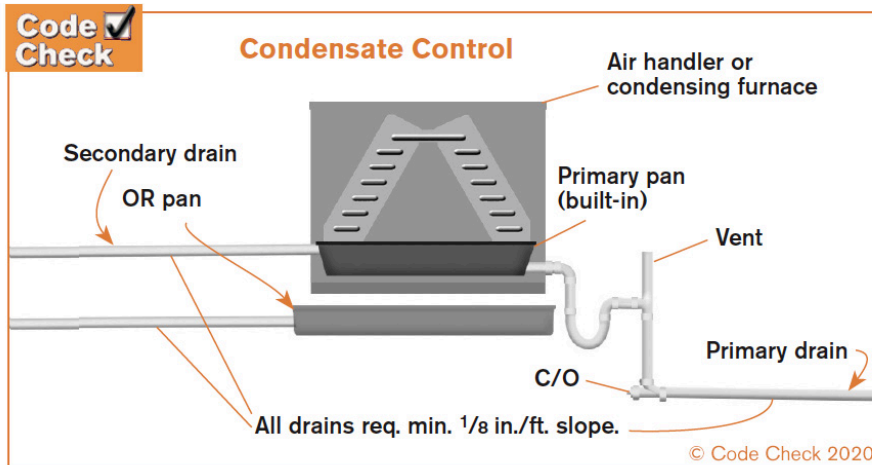 Code
Check
Condensate Control
Air handler or
condensing furnace
Secondary drain
OR pan
Primary pan
(built-in)
Vent
Primary drain
C/O
All drains req. min. 1/8 in./ft. slope.
© Code Check 2020